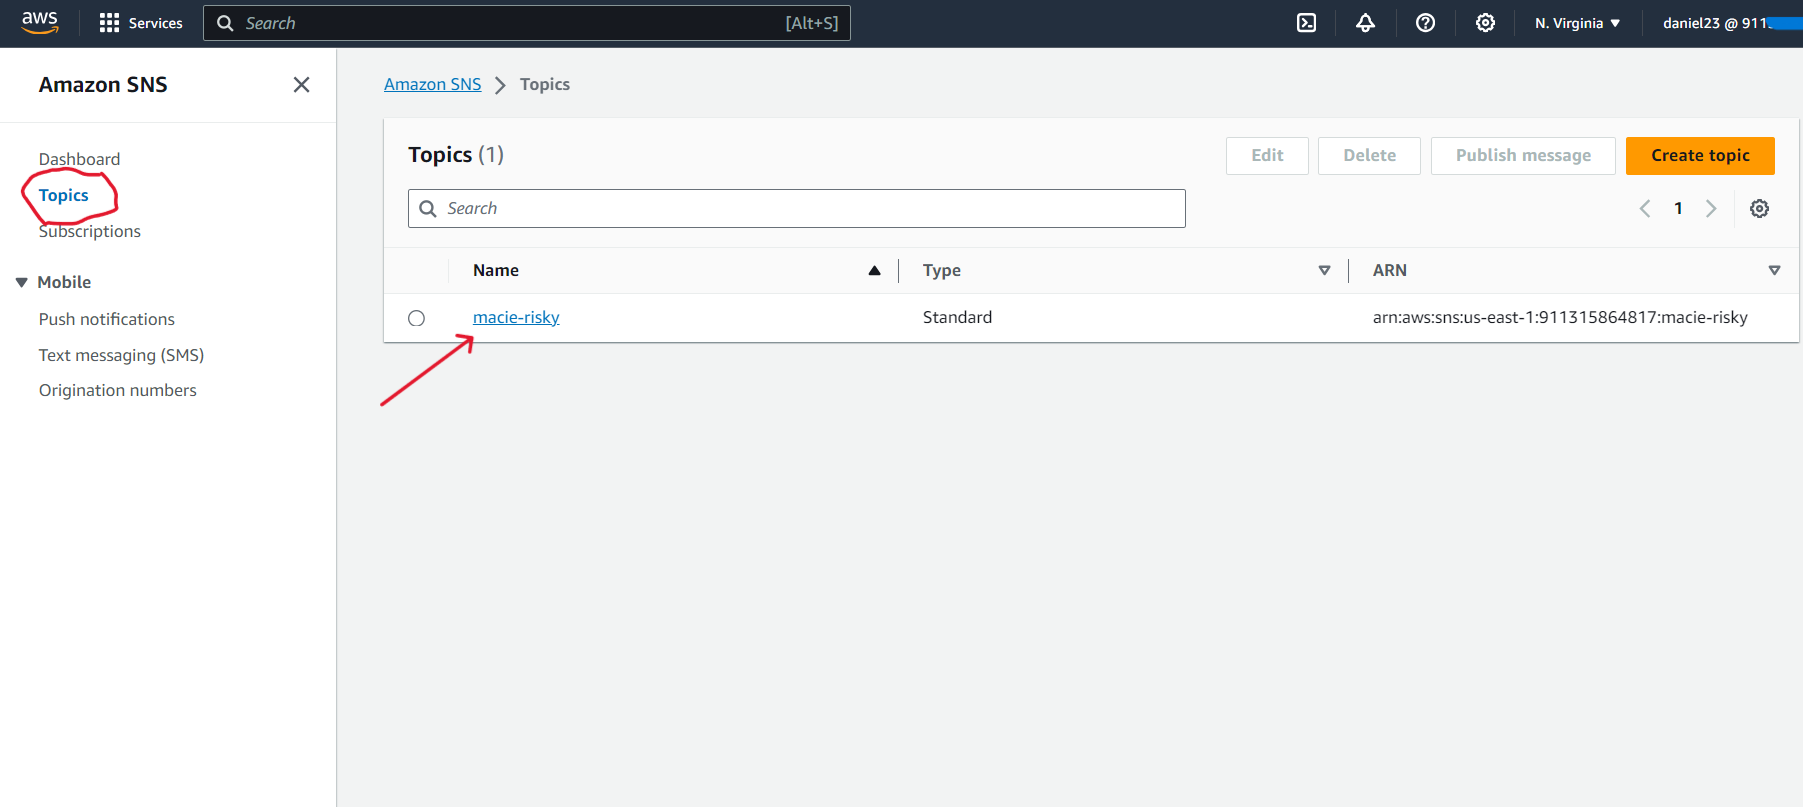 aws Services Search [Alt+S] N. Virginia daniel23 @ 911
Amazon SNS
Dashboard
Topics
Subscriptions
Mobile
Push notifications
Text messaging (SMS)
Origination numbers
Amazon SNS Topics
Topics (1) Edit Delete Publish message Create topic
Search 1
Name Type ARN
macie-risky Standard arn:aws:sns:us-east-1:911315864817:macie-risky